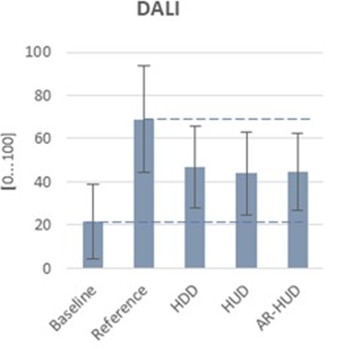 DALI
[0...100]
100
80
60
40
20
0
Baseline
Reference
HDD
HUD
AR-HUD